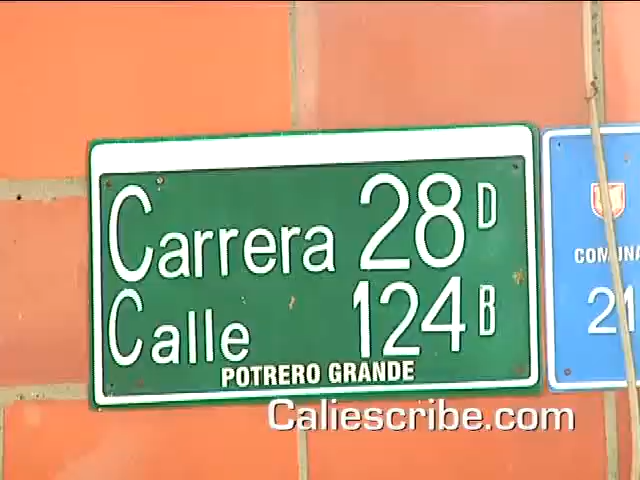 Carrera 28 D
Calle 124 B
POTRERO GRANDE
COMUNA
21
Caliescribe.com